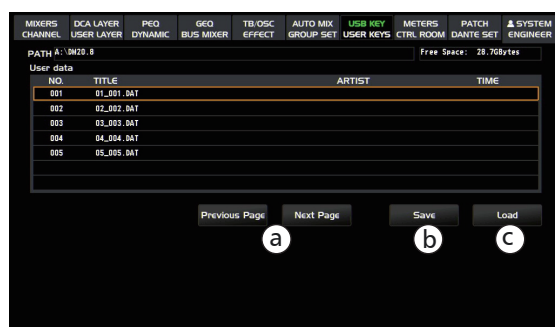 MIXERS DCA LAYER PEQ GEQ TB/OSC AUTO MIX USB KEY METERS PATCH SYSTEM
CHANNEL USER LAYER DYNAMIC BUS MIXER EFFECT GROUP SET USER KEYS CTRL ROOM DANTE SET ENGINEER
PATH A:\DM20.8 Free Space: 28.7GBytes
User data
NO. TITLE ARTIST TIME
001 01_001.DAT
002 02_002.DAT
003 03_003.DAT
004 04_004.DAT
005 05_005.DAT
Previous Page Next Page Save Load
a b c